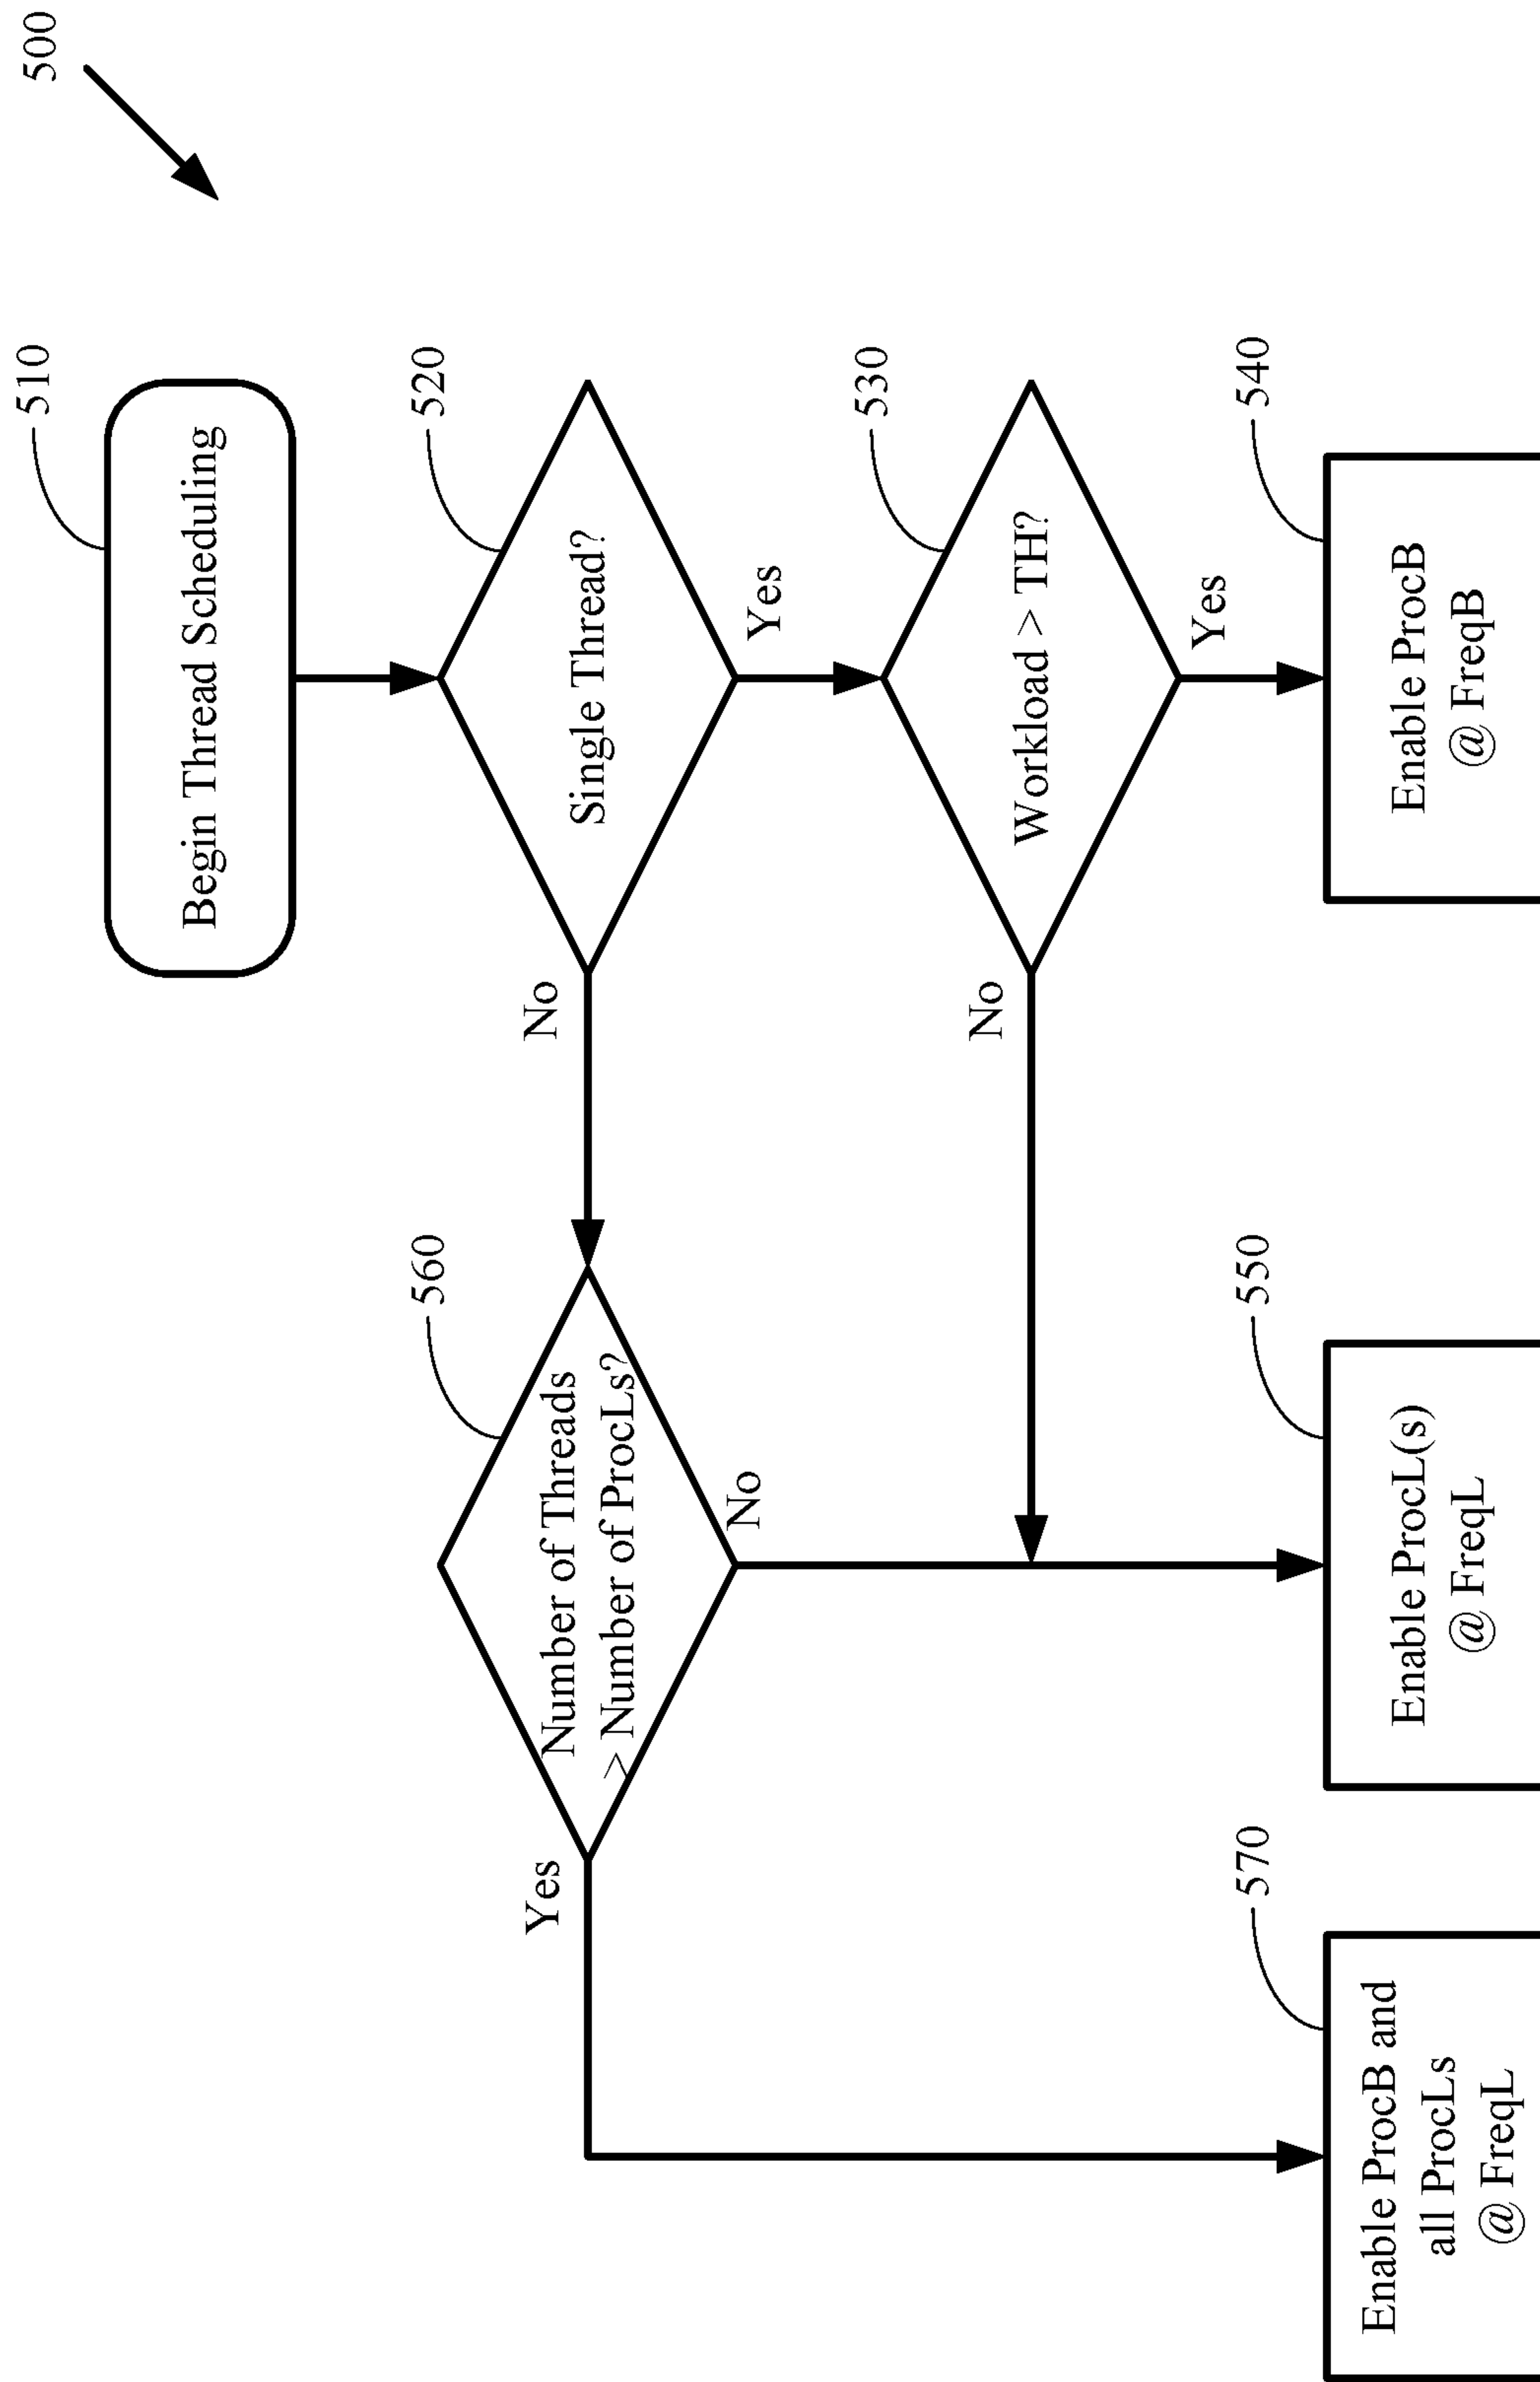 500
510
Begin Thread Scheduling
520
Single Thread?
No
Yes
560
Number of Threads
> Number of ProcLs?
Yes
No
530
Workload > TH?
No
Yes
570
Enable ProcB and
all ProcLs
@ FreqL
550
Enable ProcL(s)
@ FreqL
540
Enable ProcB
@ FreqB